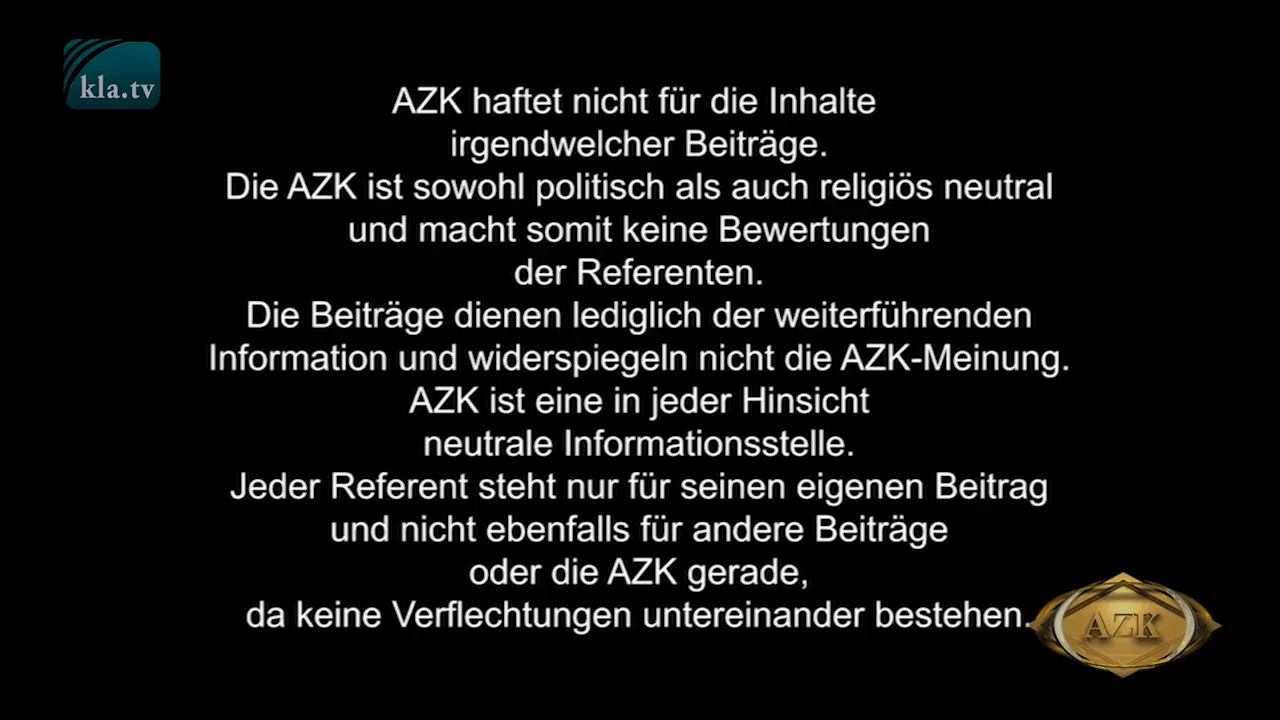 kla.tv
AZK haftet nicht für die Inhalte
irgendwelcher Beiträge.
Die AZK ist sowohl politisch als auch religiös neutral
und macht somit keine Bewertungen
der Referenten.
Die Beiträge dienen lediglich der weiterführenden
Information und widerspiegeln nicht die AZK-Meinung.
AZK ist eine in jeder Hinsicht
neutrale Informationsstelle.
Jeder Referent steht nur für seinen eigenen Beitrag
und nicht ebenfalls für andere Beiträge
oder die AZK gerade,
da keine Verflechtungen untereinander bestehen.
AZK